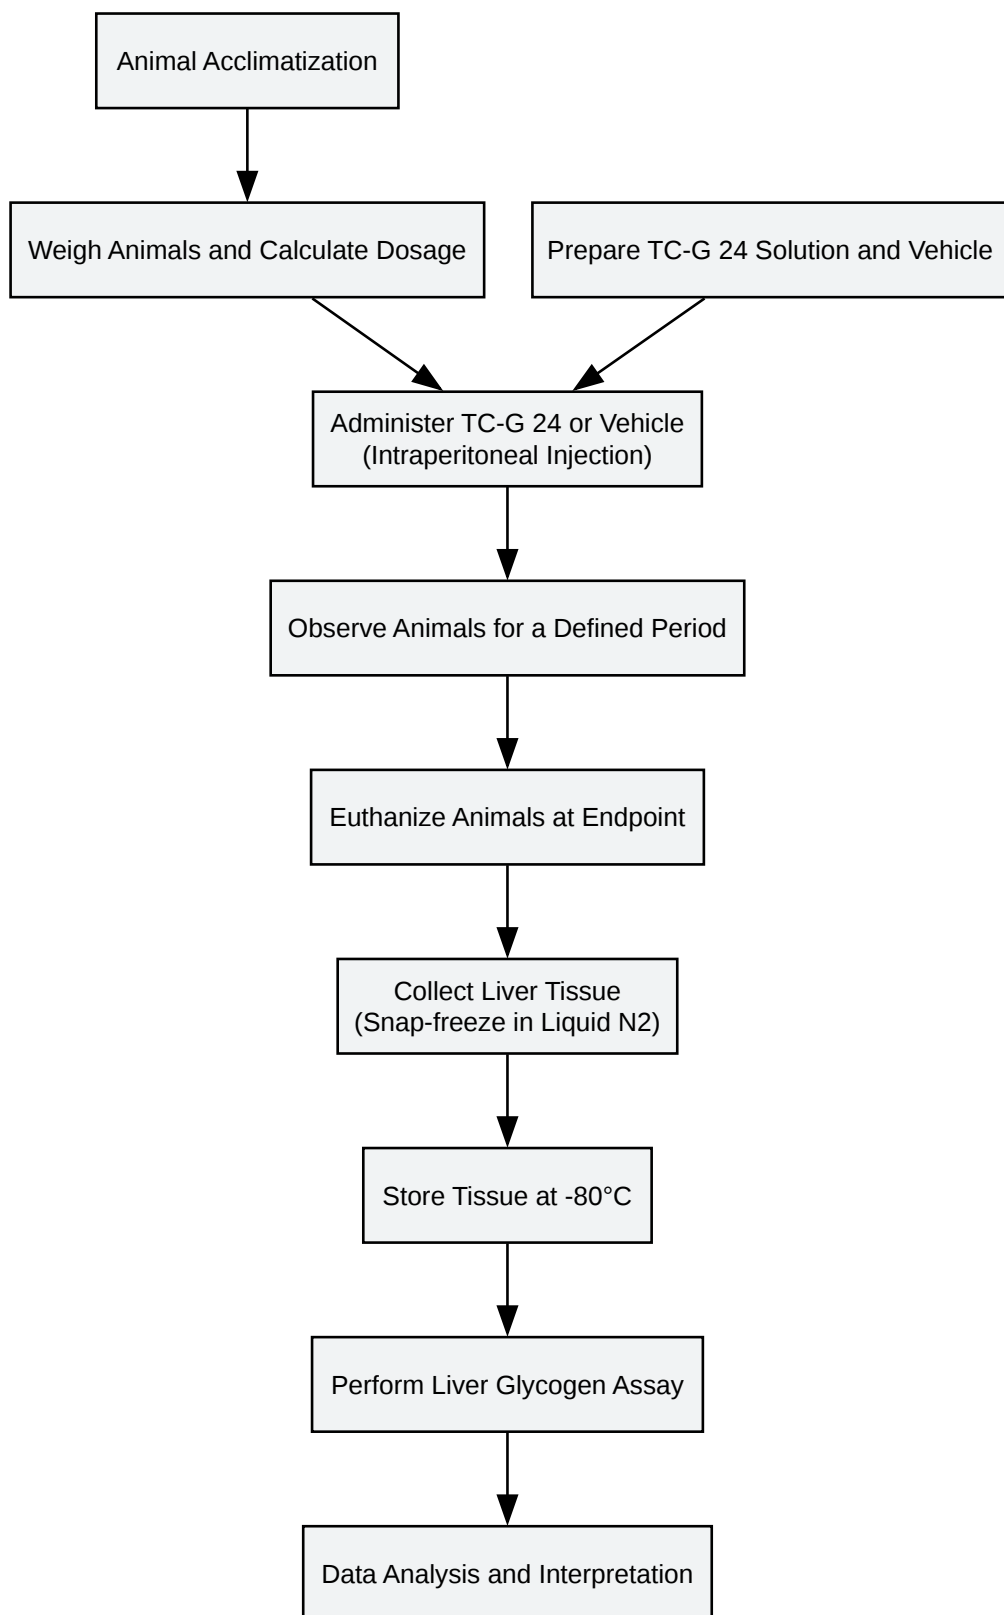 Animal Acclimatization
Weigh Animals and Calculate Dosage
Prepare TC-G 24 Solution and Vehicle
Administer TC-G 24 or Vehicle
(Intraperitoneal Injection)
Observe Animals for a Defined Period
Euthanize Animals at Endpoint
Collect Liver Tissue
(Snap-freeze in Liquid N2)
Store Tissue at -80°C
Perform Liver Glycogen Assay
Data Analysis and Interpretation